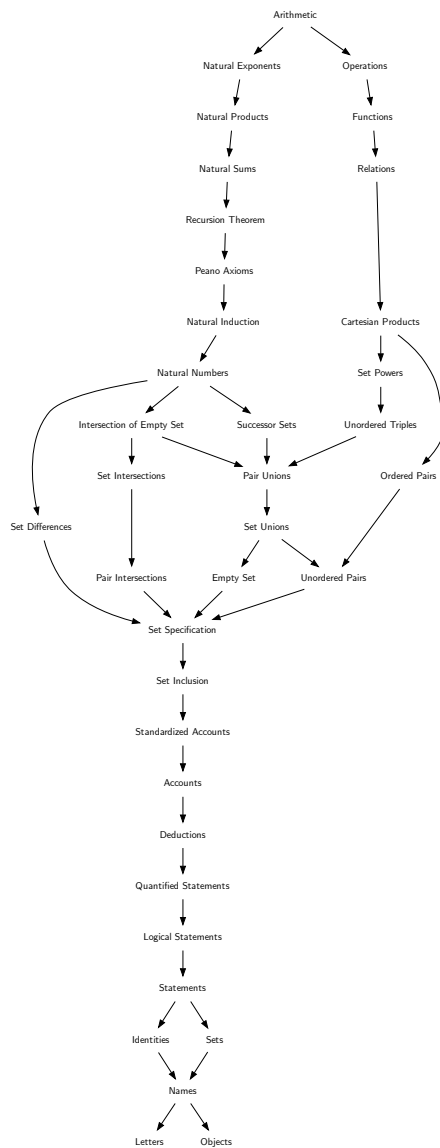 Arithmetic
Natural Exponents
Operations
Natural Products
Functions
Natural Sums
Relations
Recursion Theorem
Peano Axioms
Natural Induction
Cartesian Products
Natural Numbers
Set Powers
Intersection of Empty Set
Successor Sets
Unordered Triples
Set Intersections
Pair Unions
Ordered Pairs
Set Differences
Set Unions
Pair Intersections
Empty Set
Unordered Pairs
Set Specification
Set Inclusion
Standardized Accounts
Accounts
Deductions
Quantified Statements
Logical Statements
Statements
Identities
Sets
Names
Letters
Objects